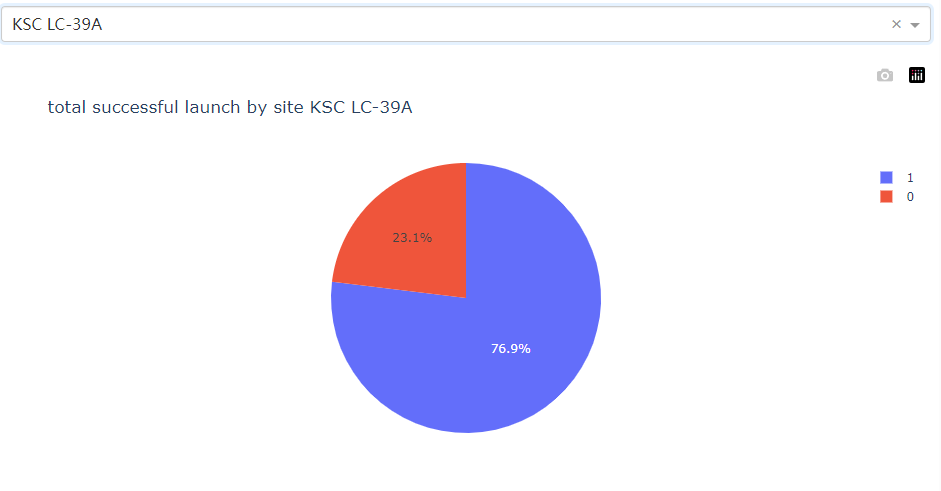 KSC LC-39A
total successful launch by site KSC LC-39A
1
0
23.1%
76.9%